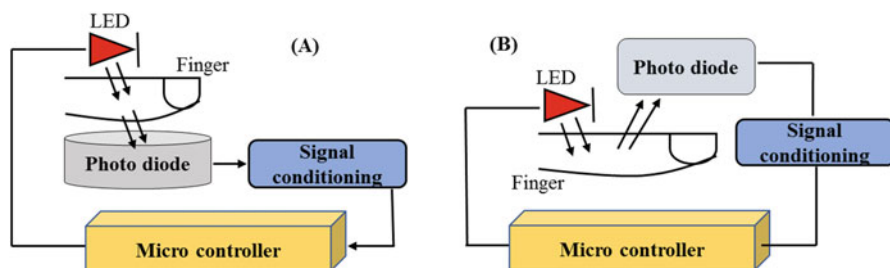 LED
(A)
Finger
Photo diode
Signal
conditioning
Micro controller
(B)
LED
Photo diode
Finger
Signal
conditioning
Micro controller